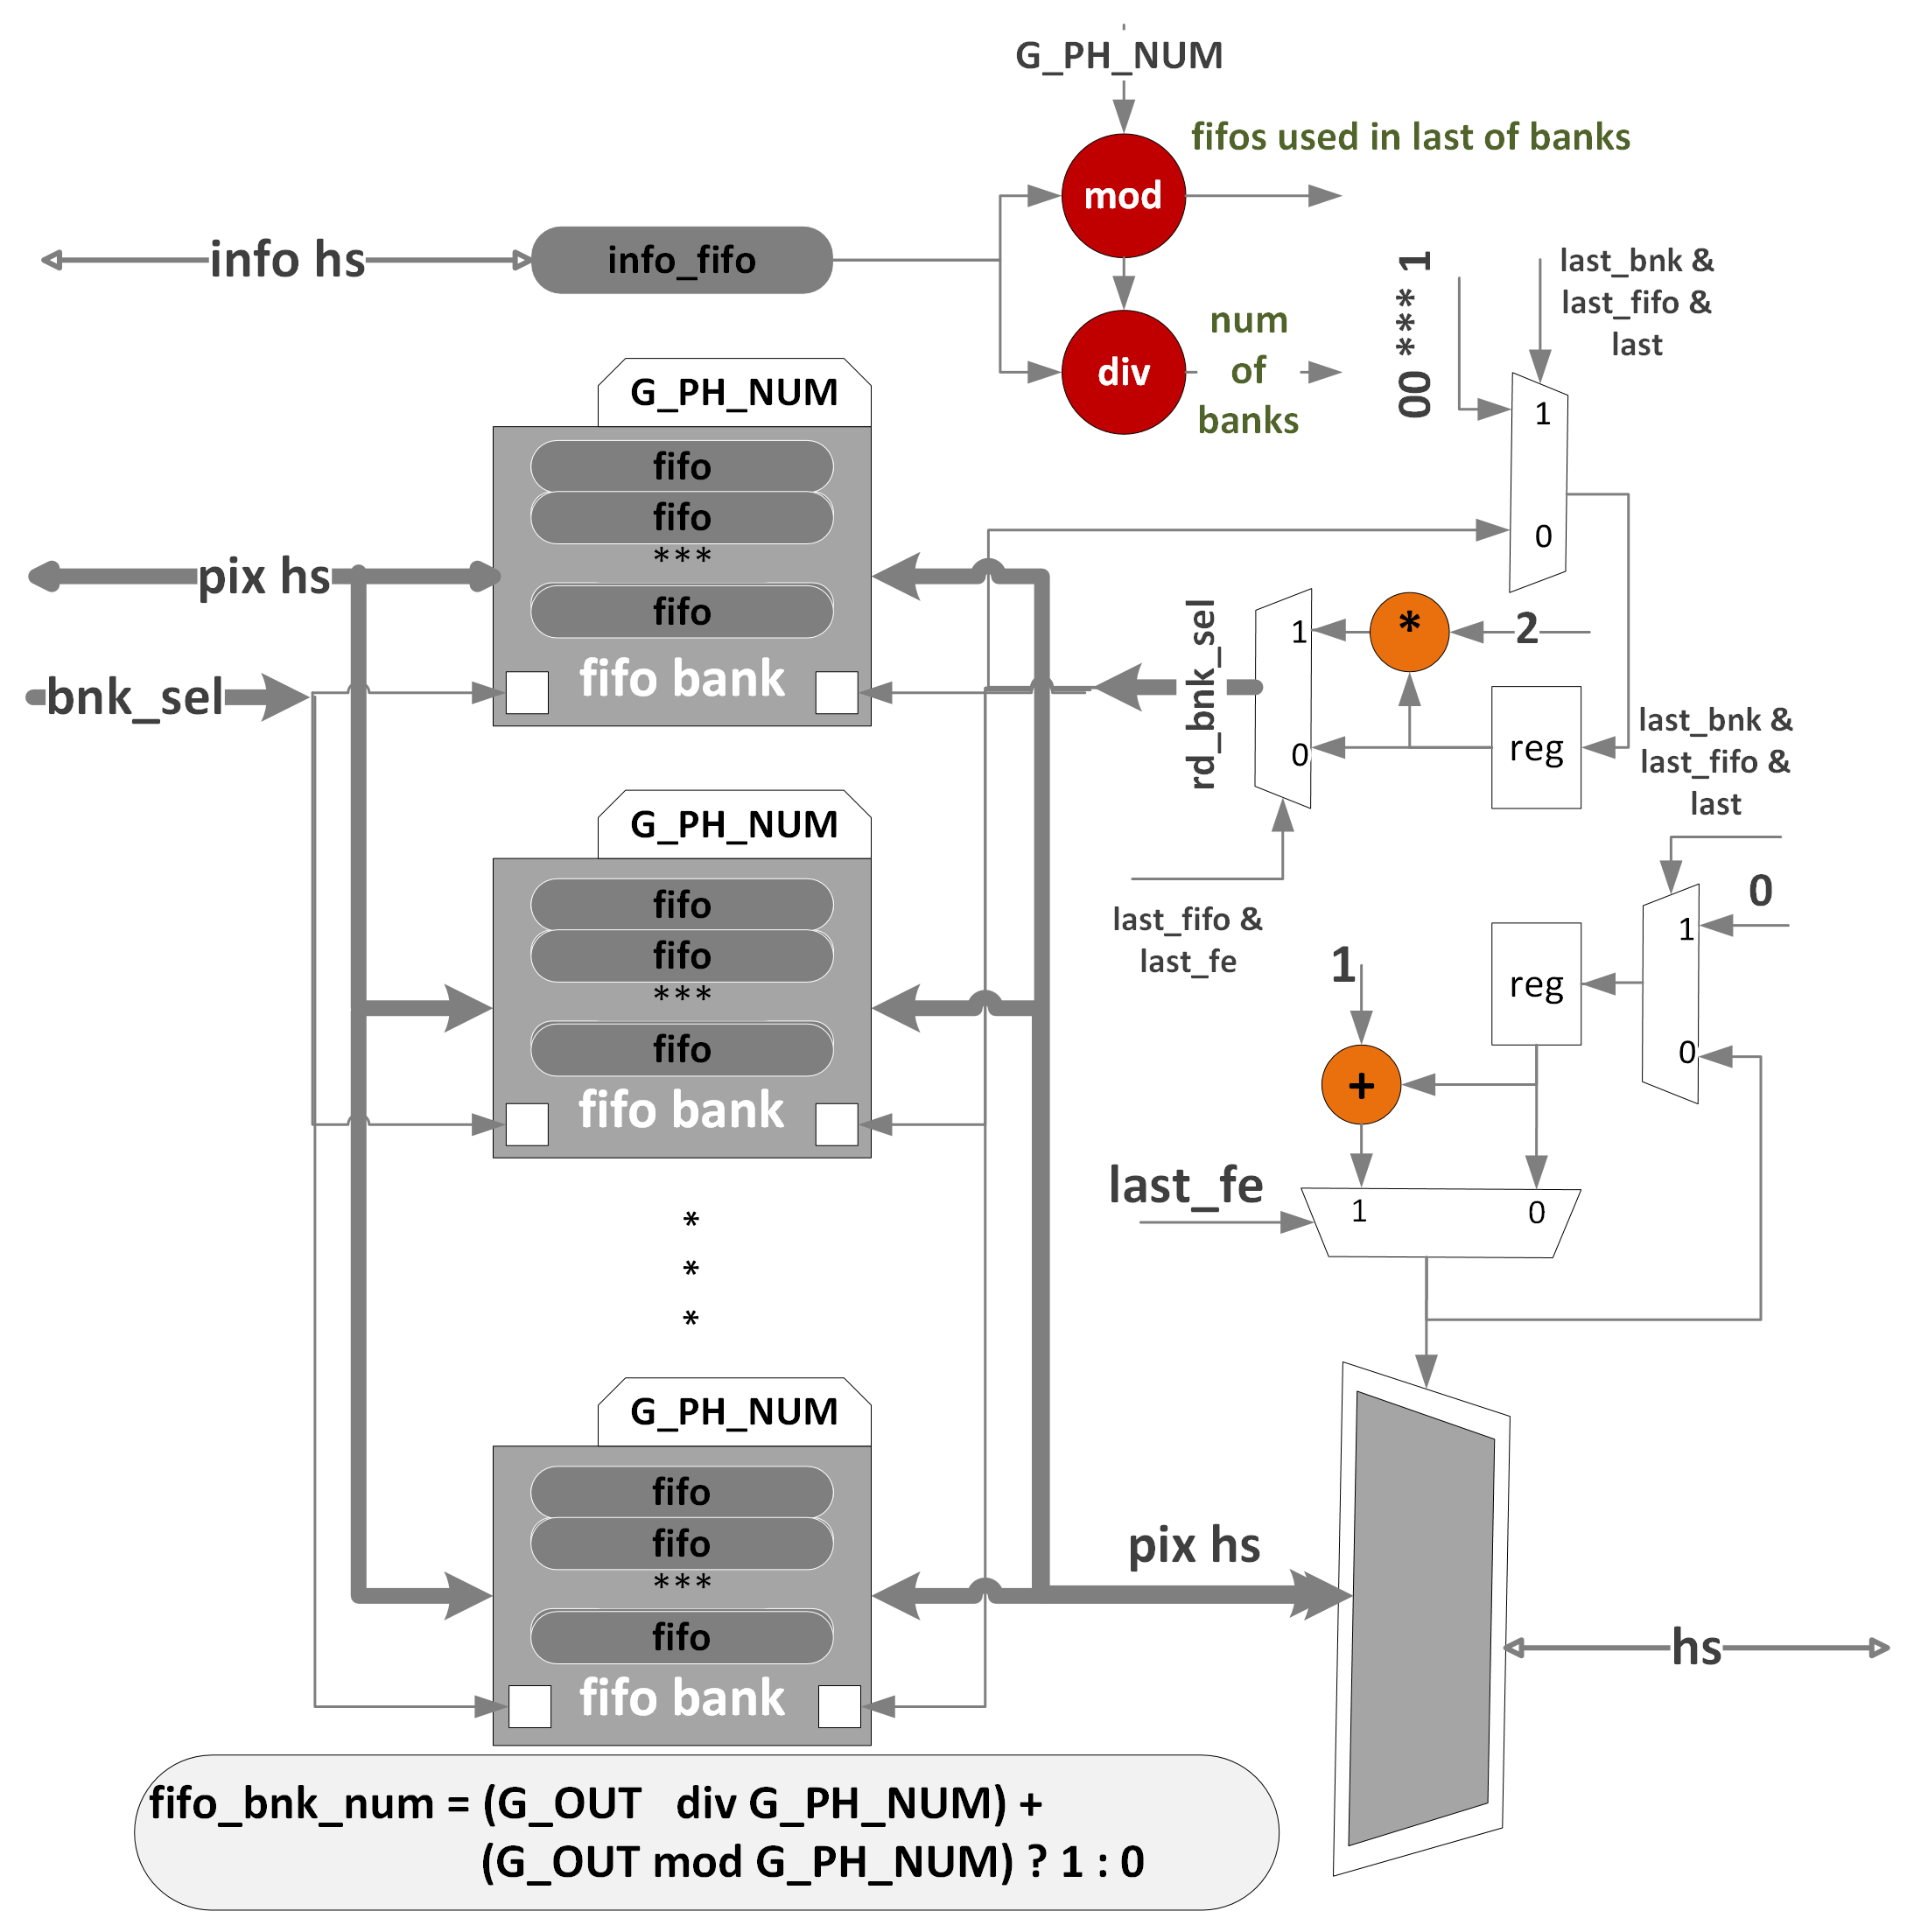 G_PH_NUM
fifos used in last of banks
mod
info hs
info_fifo
div
num
of
banks
00 *** 1
last_bnk &
last_fifo &
last
1
0
G_PH_NUM
fifo
fifo
***
fifo
fifo bank
pix hs
bnk_sel
rd_bnk_sel
1
0
*
2
reg
last_fifo &
last_fe
last_bnk &
last_fifo &
last
0
1
0
reg
1
+
last_fe
1
0
G_PH_NUM
fifo
fifo
***
fifo
fifo bank
*
*
*
G_PH_NUM
fifo
fifo
***
fifo
fifo bank
pix hs
hs
fifo_bnk_num = (G_OUT div G_PH_NUM) +
(G_OUT mod G_PH_NUM) ? 1 : 0